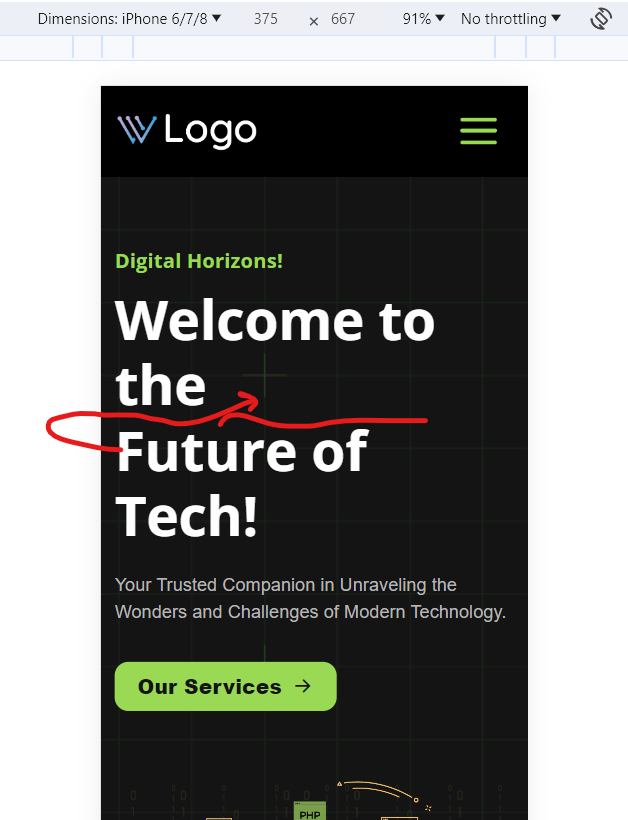 Dimensions: iPhone 6/7/8 ▼ 375 × 667 91% ▼ No throttling ▼
Logo
Digital Horizons!
Welcome to
the
Future of
Tech!
Your Trusted Companion in Unraveling the
Wonders and Challenges of Modern Technology.
Our Services →
PHP